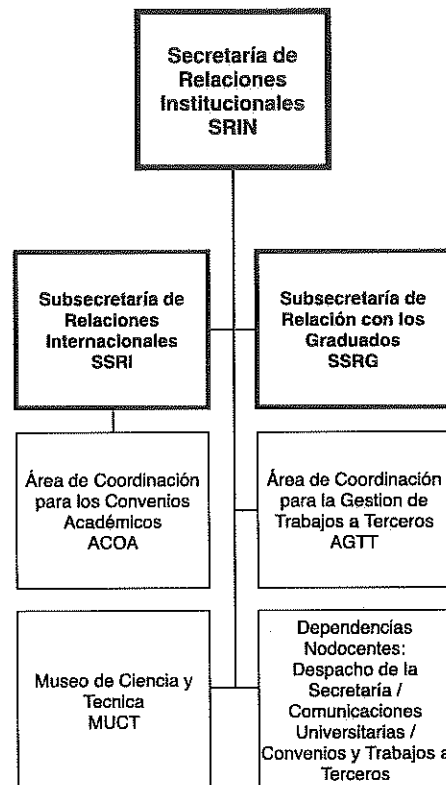 Secretaría de
Relaciones
Institucionales
SRIN
Subsecretaría de
Relaciones
Internacionales
SSRI
Subsecretaría de
Relación con los
Graduados
SSRG
Área de Coordinación
para los Convenios
Académicos
ACOA
Área de Coordinación
para la Gestion de
Trabajos a Terceros
AGTT
Museo de Ciencia y
Tecnica
MUCT
Dependencías
Nodocentes:
Despacho de la
Secretaría /
Comunicaciones
Universitarias /
Convenios y Trabajos a
Terceros